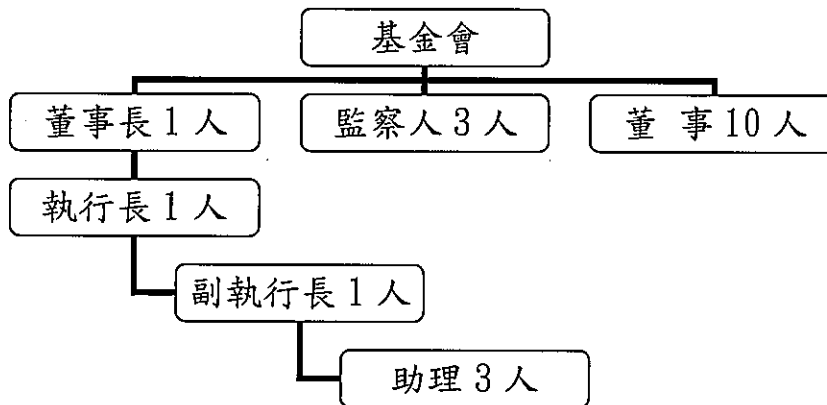 基金會
董事長1人
監察人3人
董 事10人
執行長1人
副執行長1人
助理3人